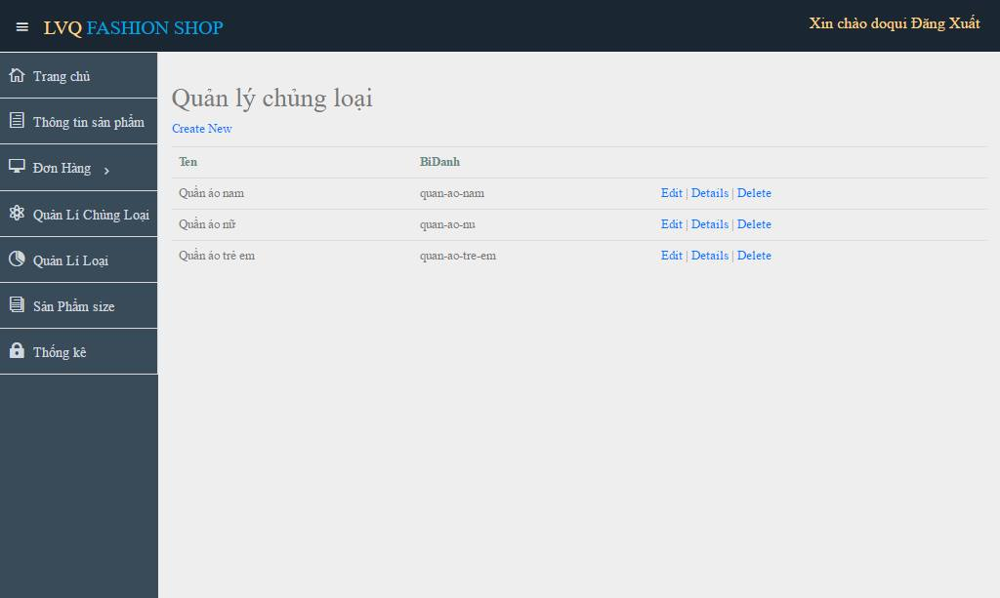 LVQ FASHION SHOP
Xin chào doqui Đăng Xuất
Trang chủ
Thông tin sản phẩm
Đơn Hàng
Quản Lí Chủng Loại
Quản Lí Loại
Sản Phẩm size
Thống kê
Quản lý chủng loại
Create New
Ten BiDanh
Quần áo nam quan-ao-nam Edit | Details | Delete
Quần áo nữ quan-ao-nu Edit | Details | Delete
Quần áo trẻ em quan-ao-tre-em Edit | Details | Delete